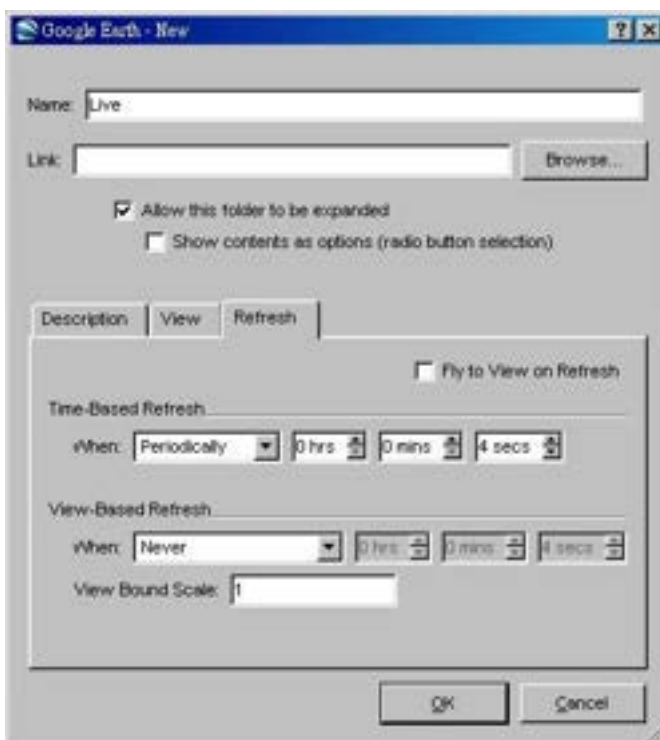 Google Earth - New
Name: Live
Link: Browse...
Allow this folder to be expanded
Show contents as options (radio button selection)
Description View Refresh
Fly to View on Refresh
Time-Based Refresh
When: Periodically 0 hrs 0 mins 4 secs
View-Based Refresh
When: Never 0 hrs 0 mins 4 secs
View Bound Scale: 1
OK Cancel